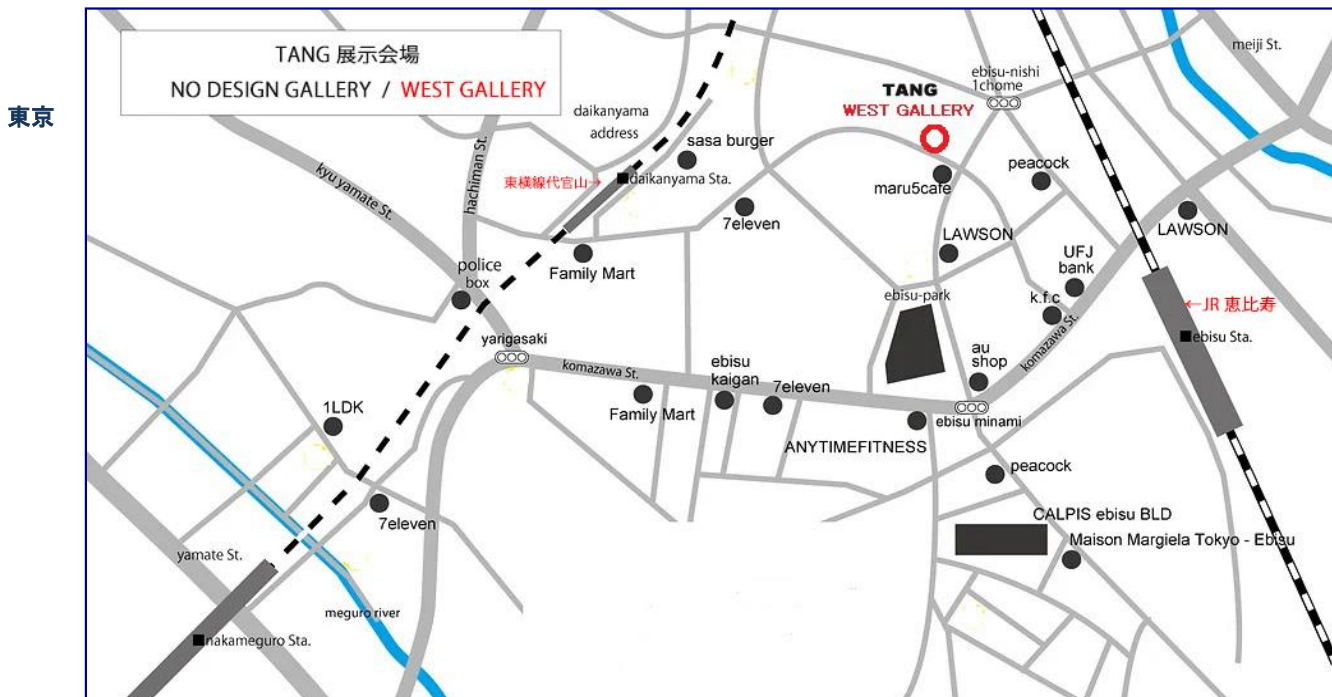 東京
TANG 展示会場
NO DESIGN GALLERY / WEST GALLERY
meiji St.
ebisu-nishi
1chome
TANG
WEST GALLERY
daikanyama
address
sasa burger
hachiman St.
kyu yamate St.
東横線代官山→
daikanyama Sta.
peacock
maru5cafe
7eleven
LAWSON
LAWSON
Family Mart
police
box
UFJ
bank
ebisu-park
k.f.c
←JR 恵比寿
ebisu Sta.
yarigasaki
komazawa St.
komazawa St.
au
shop
ebisu
kaigan
7eleven
1LDK
Family Mart
ebisu minami
ANYTIMEFITNESS
peacock
7eleven
CALPIS ebisu BLD
Maison Margiela Tokyo - Ebisu
yamate St.
meguro river
nakameguro Sta.